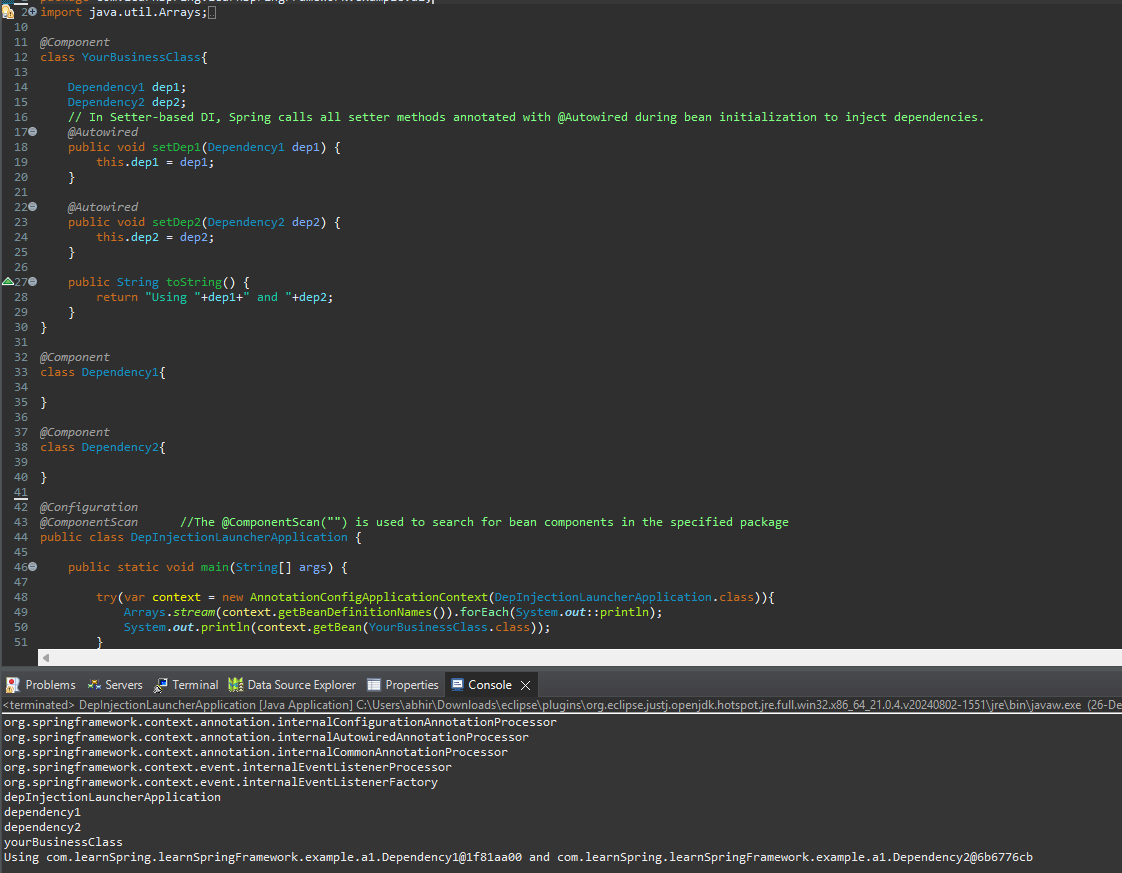 2 import java.util.Arrays;
10
11 @Component
12 class YourBusinessClass{
13
14     Dependency1 dep1;
15     Dependency2 dep2;
16     // In Setter-based DI, Spring calls all setter methods annotated with @Autowired during bean initialization to inject dependencies.
17     @Autowired
18     public void setDep1(Dependency1 dep1) {
19         this.dep1 = dep1;
20     }
21
22     @Autowired
23     public void setDep2(Dependency2 dep2) {
24         this.dep2 = dep2;
25     }
26
27     public String toString() {
28         return "Using "+dep1+" and "+dep2;
29     }
30 }
31
32 @Component
33 class Dependency1{
34
35 }
36
37 @Component
38 class Dependency2{
39
40 }
41
42 @Configuration
43 @ComponentScan      //The @ComponentScan("") is used to search for bean components in the specified package
44 public class DepInjectionLauncherApplication {
45
46     public static void main(String[] args) {
47
48         try(var context = new AnnotationConfigApplicationContext(DepInjectionLauncherApplication.class)){
49             Arrays.stream(context.getBeanDefinitionNames()).forEach(System.out::println);
50             System.out.println(context.getBean(YourBusinessClass.class));
51         }
Problems Servers Terminal Data Source Explorer Properties Console
<terminated> DepInjectionLauncherApplication [Java Application] C:\Users\abhir\Downloads\eclipse\plugins\org.eclipse.justj.openjdk.hotspot.jre.full.win32.x86_64_21.0.4.v20240802-1551\jre\bin\javaw.exe (26-De
org.springframework.context.annotation.internalConfigurationAnnotationProcessor
org.springframework.context.annotation.internalAutowiredAnnotationProcessor
org.springframework.context.annotation.internalCommonAnnotationProcessor
org.springframework.context.event.internalEventListenerProcessor
org.springframework.context.event.internalEventListenerFactory
depInjectionLauncherApplication
dependency1
dependency2
yourBusinessClass
Using com.learnSpring.learnSpringFramework.example.a1.Dependency1@1f81aa00 and com.learnSpring.learnSpringFramework.example.a1.Dependency2@6b6776cb